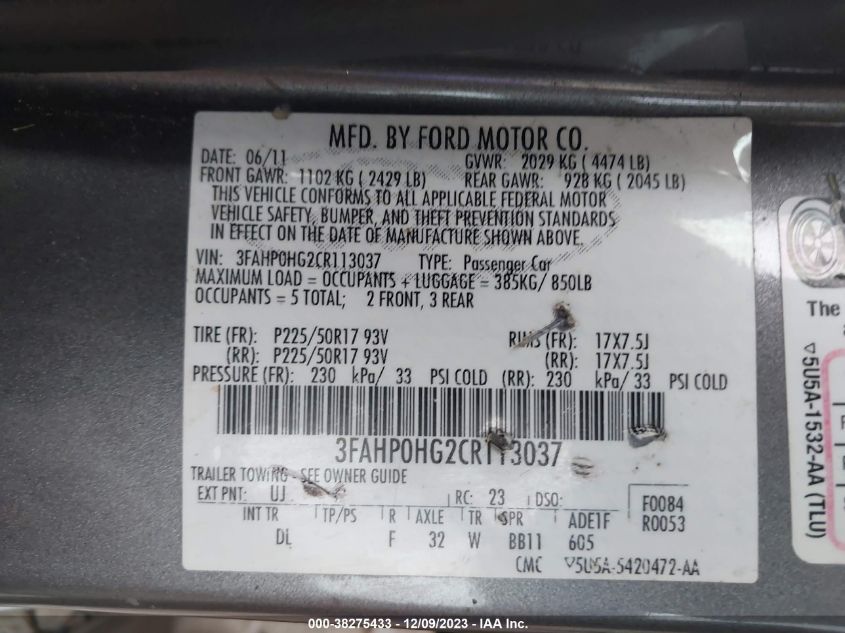 MFD. BY FORD MOTOR CO.
DATE: 06/11 GVWR: 2029 KG ( 4474 LB)
FRONT GAWR: 1102 KG ( 2429 LB) REAR GAWR: 928 KG ( 2045 LB)
THIS VEHICLE CONFORMS TO ALL APPLICABLE FEDERAL MOTOR
VEHICLE SAFETY, BUMPER, AND THEFT PREVENTION STANDARDS
IN EFFECT ON THE DATE OF MANUFACTURE SHOWN ABOVE.
VIN: 3FAHP0HG2CR113037 TYPE: Passenger Car
MAXIMUM LOAD = OCCUPANTS + LUGGAGE = 385KG/ 850LB
OCCUPANTS = 5 TOTAL; 2 FRONT, 3 REAR
TIRE (FR): P225/50R17 93V RIMS (FR): 17X7.5J
(RR): P225/50R17 93V (RR): 17X7.5J
PRESSURE (FR): 230 kPa/ 33 PSI COLD (RR): 230 kPa/ 33 PSI COLD
3FAHP0HG2CR113037
TRAILER TOWING - SEE OWNER GUIDE
EXT PNT: UJ RC: 23 DSO: F0084
INT TR TP/PS R AXLE TR SPR ADE1F R0053
DL F 32 W BB11 605
CMC ▽5U5A-5420472-AA
The
▽5U5A-1532-AA (TLU)
000-38275433 - 12/09/2023 - IAA, Inc.